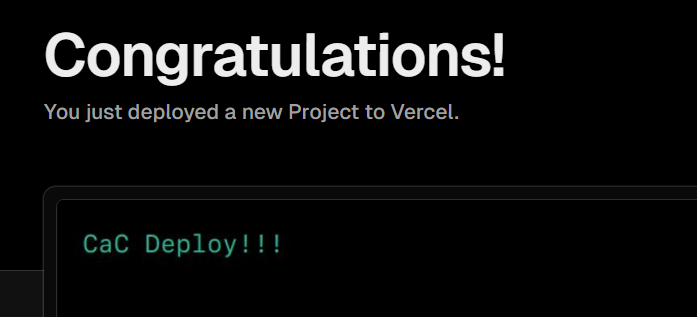 Congratulations!
You just deployed a new Project to Vercel.
CaC Deploy!!!